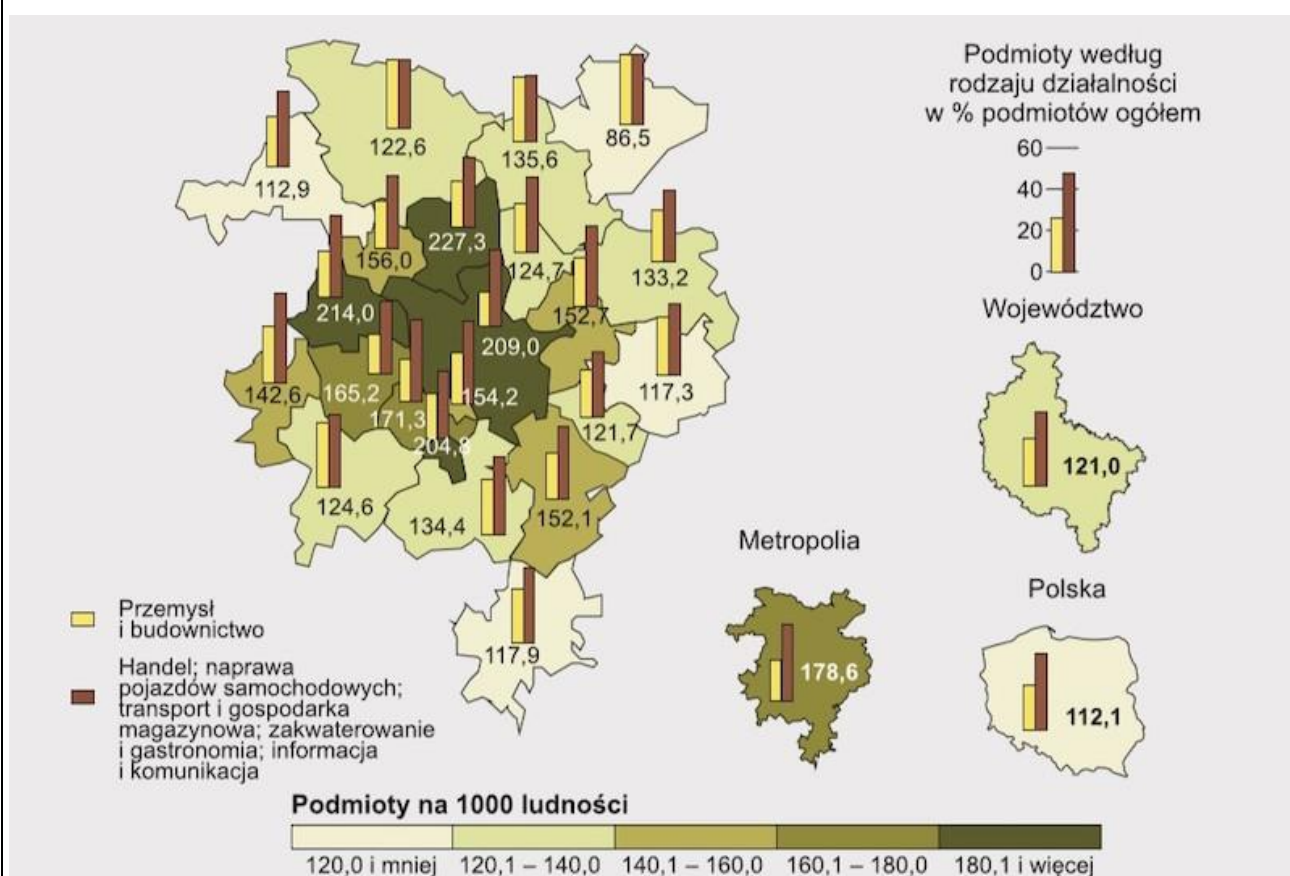 Podmioty według
rodzaju działalności
w % podmiotów ogółem
60
40
20
0
86,5
122,6
135,6
112,9
227,3
156,0
124,7
133,2
214,0
152,7
209,0
142,6
165,2
154,2
117,3
171,3
121,7
204,8
124,6
134,4
152,1
117,9
Województwo
121,0
Metropolia
178,6
Polska
112,1
Przemysł
i budownictwo
Handel; naprawa
pojazdów samochodowych;
transport i gospodarka
magazynowa; zakwaterowanie
i gastronomia; informacja
i komunikacja
Podmioty na 1000 ludności
120,0 i mniej
120,1 – 140,0
140,1 – 160,0
160,1 – 180,0
180,1 i więcej